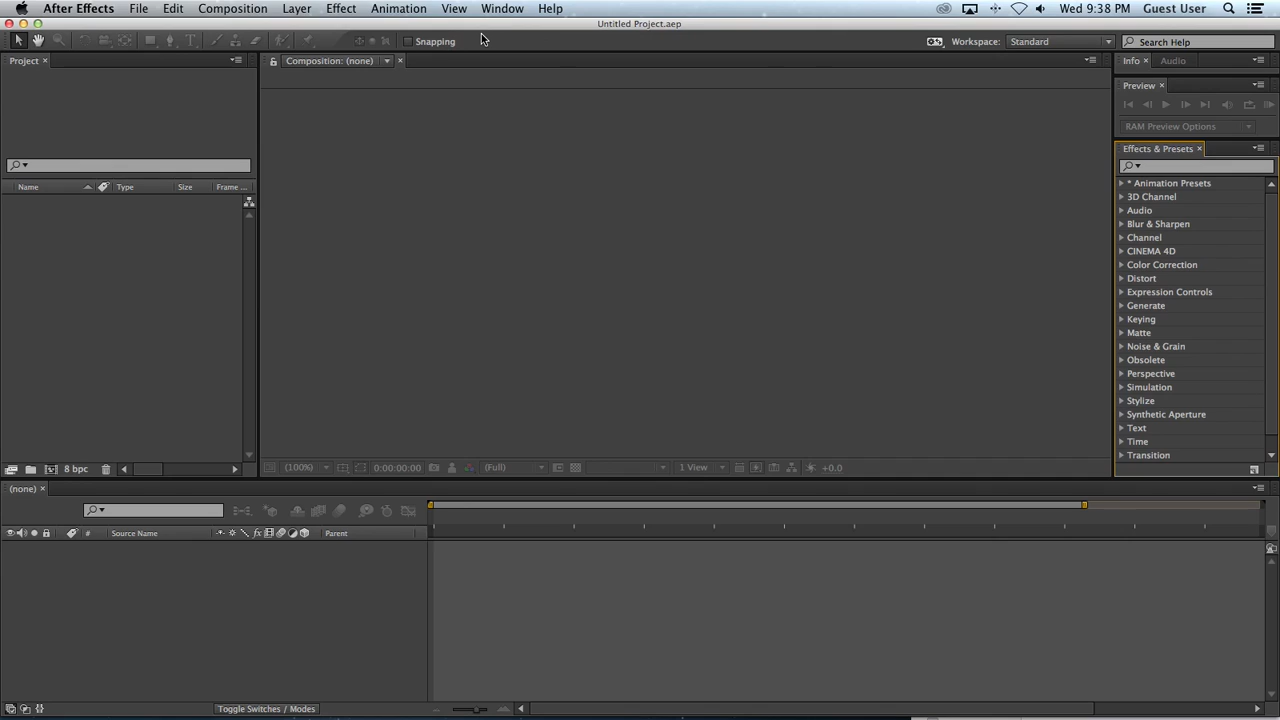 After Effects File Edit Composition Layer Effect Animation View Window Help Wed 9:38 PM Guest User
Untitled Project.aep
Snapping Workspace: Standard Search Help
Project Composition: (none) Info Audio
Preview
RAM Preview Options
Effects & Presets
Name Type Size Frame ...
* Animation Presets
3D Channel
Audio
Blur & Sharpen
Channel
CINEMA 4D
Color Correction
Distort
Expression Controls
Generate
Keying
Matte
Noise & Grain
Obsolete
Perspective
Simulation
Stylize
Synthetic Aperture
Text
Time
Transition
8 bpc (100%) 0:00:00:00 (Full) 1 View +0.0
(none)
# Source Name fx Parent
Toggle Switches / Modes